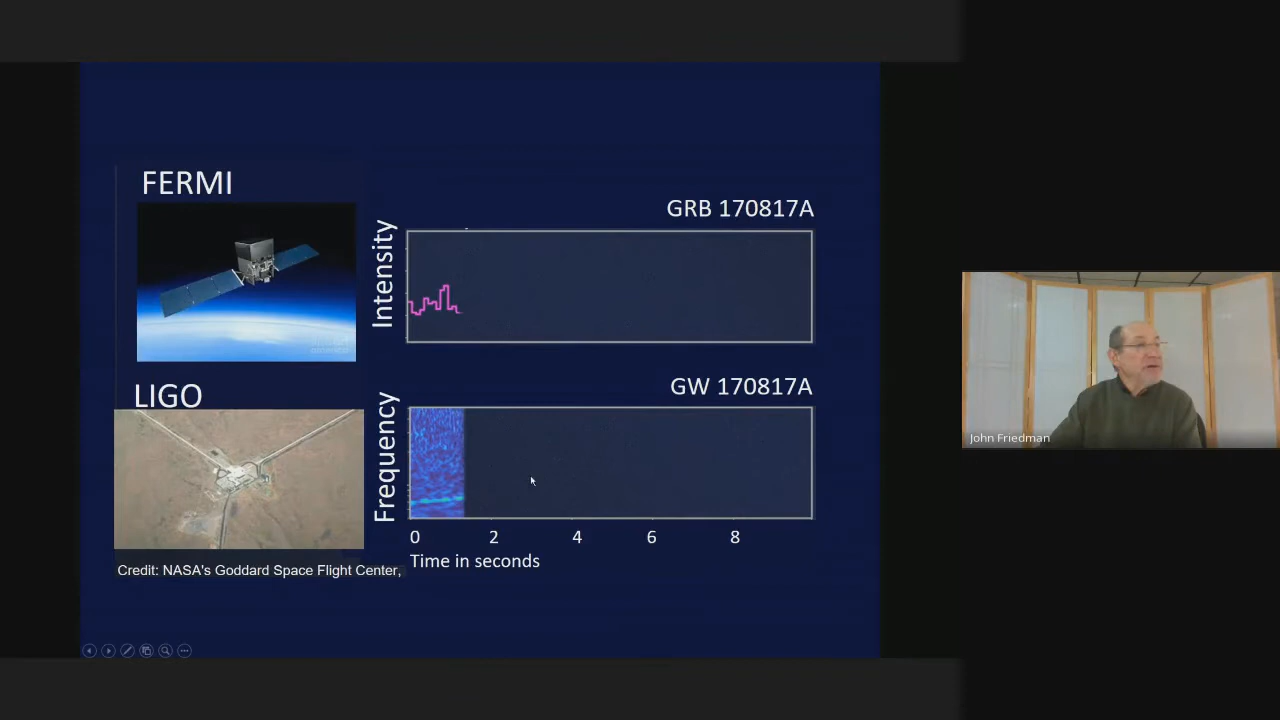 FERMI
GRB 170817A
Intensity
LIGO
GW 170817A
Frequency
0 2 4 6 8
Time in seconds
Credit: NASA's Goddard Space Flight Center,
John Friedman